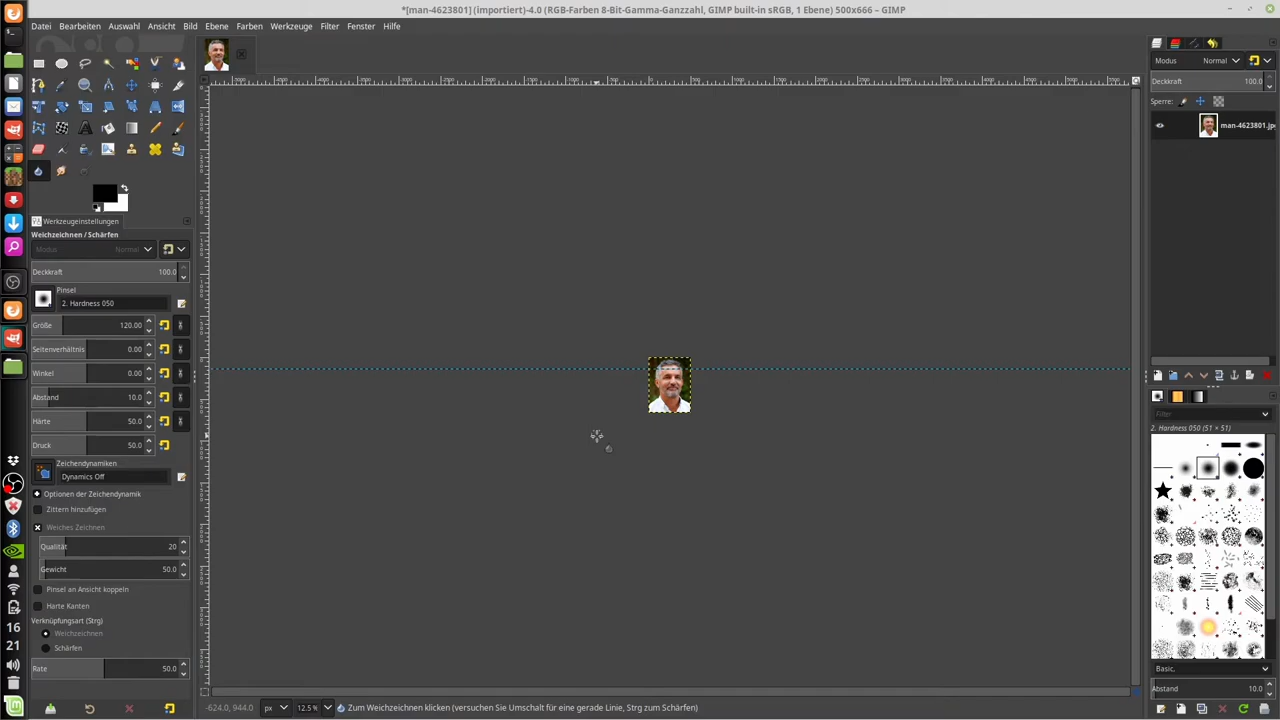 *[man-4623801] (importiert)-4.0 (RGB-Farben 8-Bit-Gamma-Ganzzahl, GIMP built-in sRGB, 1 Ebene) 500x666 – GIMP
Datei Bearbeiten Auswahl Ansicht Bild Ebene Farben Werkzeuge Filter Fenster Hilfe
Modus Normal
Deckkraft 100.0
Sperre:
man-4623801.jp
Werkzeugeinstellungen
Weichzeichnen / Schärfen
Modus Normal
Deckkraft 100.0
Pinsel
2. Hardness 050
Größe 120.00
Seitenverhältnis 0.00
Winkel 0.00
Abstand 10.0
Härte 50.0
Druck 50.0
Zeichendynamiken
Dynamics Off
Optionen der Zeichendynamik
Zittern hinzufügen
Weiches Zeichnen
Qualität 20
Gewicht 50.0
Pinsel an Ansicht koppeln
Harte Kanten
Verknüpfungsart (Strg)
Weichzeichnen
Schärfen
Rate 50.0
16
21
Filter
2. Hardness 050 (51 × 51)
Basic,
Abstand 10.0
-624.0, 944.0 px 12.5 % Zum Weichzeichnen klicken (versuchen Sie Umschalt für eine gerade Linie, Strg zum Schärfen)